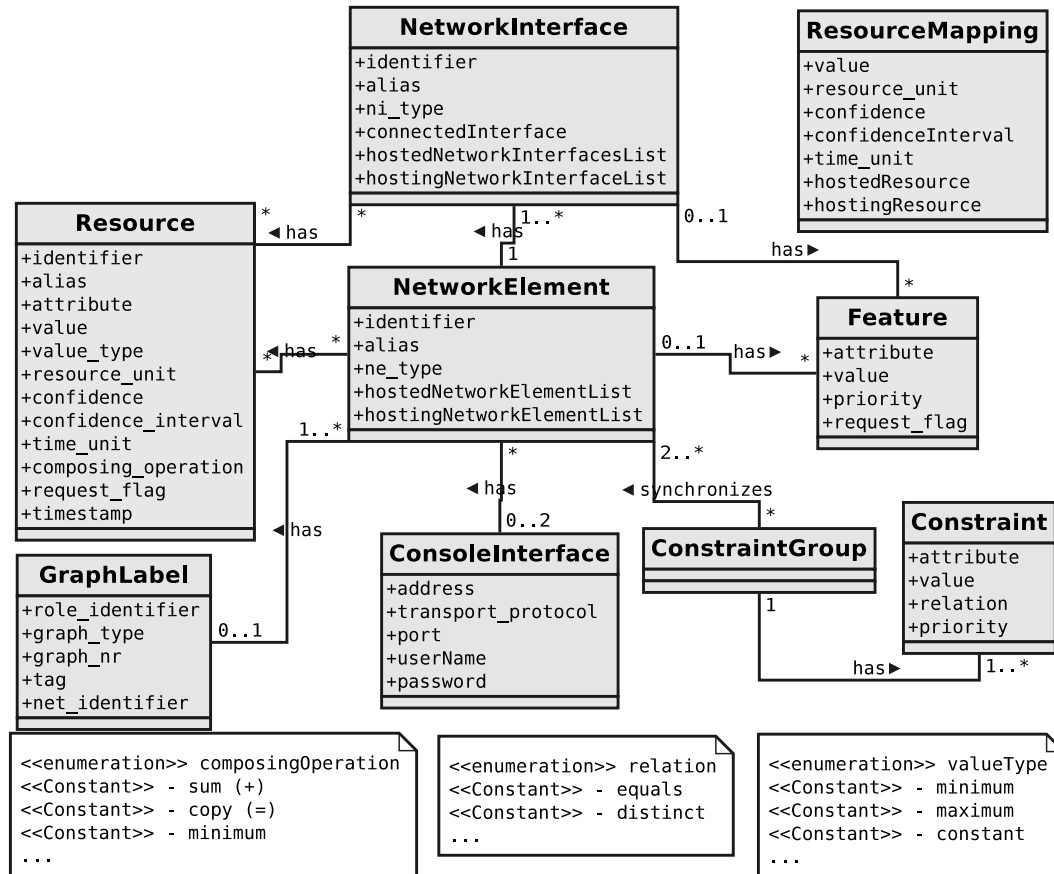 NetworkInterface
+identifier
+alias
+ni_type
+connectedInterface
+hostedNetworkInterfacesList
+hostingNetworkInterfaceList
ResourceMapping
+value
+resource_unit
+confidence
+confidenceInterval
+time_unit
+hostedResource
+hostingResource
Resource
+identifier
+alias
+attribute
+value
+value_type
+resource_unit
+confidence
+confidence_interval
+time_unit
+composing_operation
+request_flag
+timestamp
*
*
◄ has
1..*
◄ has
1
0..1
has►
*
NetworkElement
+identifier
+alias
+ne_type
+hostedNetworkElementList
+hostingNetworkElementList
*
◄ has
*
0..1
has►
*
Feature
+attribute
+value
+priority
+request_flag
1..*
◄ has
0..1
*
◄ has
0..2
2..*
◄ synchronizes
*
GraphLabel
+role_identifier
+graph_type
+graph_nr
+tag
+net_identifier
ConsoleInterface
+address
+transport_protocol
+port
+userName
+password
ConstraintGroup
1
has►
1..*
Constraint
+attribute
+value
+relation
+priority
<<enumeration>> composingOperation
<<Constant>> - sum (+)
<<Constant>> - copy (=)
<<Constant>> - minimum
...
<<enumeration>> relation
<<Constant>> - equals
<<Constant>> - distinct
...
<<enumeration>> valueType
<<Constant>> - minimum
<<Constant>> - maximum
<<Constant>> - constant
...